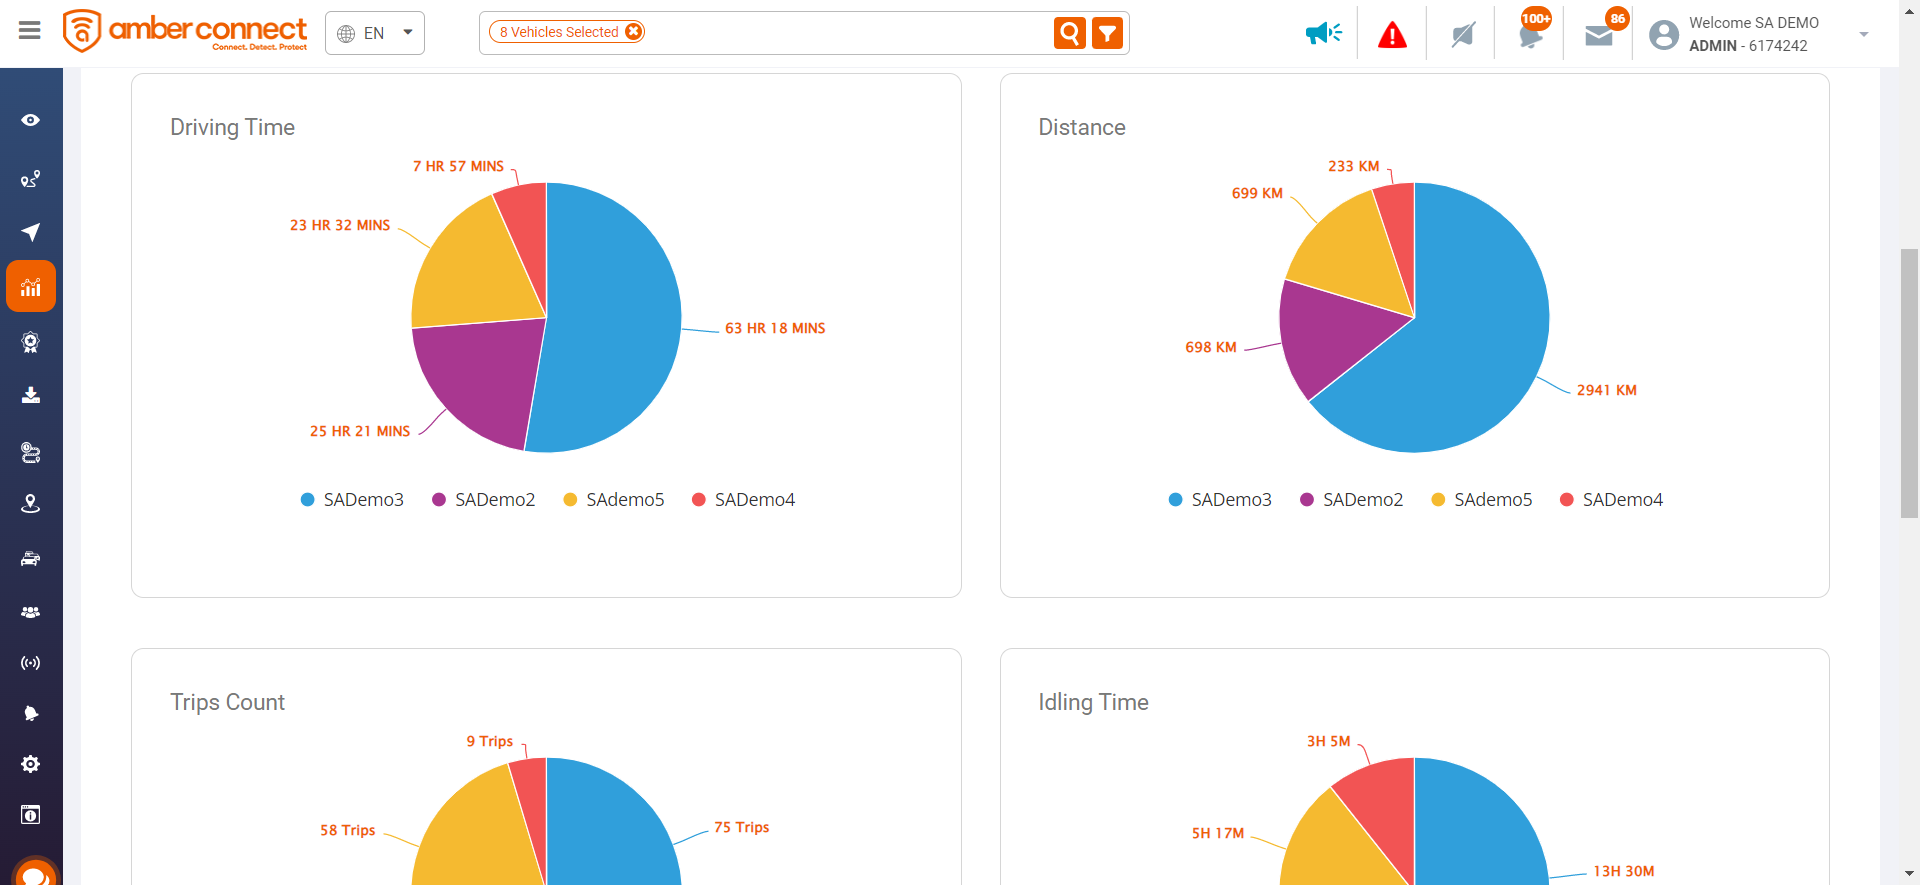 amber connect
Connect. Detect. Protect
EN
8 Vehicles Selected
100+
86
Welcome SA DEMO
ADMIN - 6174242
Driving Time
7 HR 57 MINS
23 HR 32 MINS
63 HR 18 MINS
25 HR 21 MINS
SADemo3 SADemo2 SAdemo5 SADemo4
Distance
233 KM
699 KM
698 KM
2941 KM
SADemo3 SADemo2 SAdemo5 SADemo4
Trips Count
9 Trips
58 Trips
75 Trips
Idling Time
3H 5M
5H 17M
13H 30M